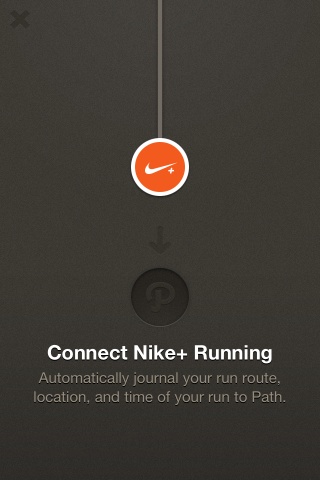 Connect Nike+ Running
Automatically journal your run route,
location, and time of your run to Path.